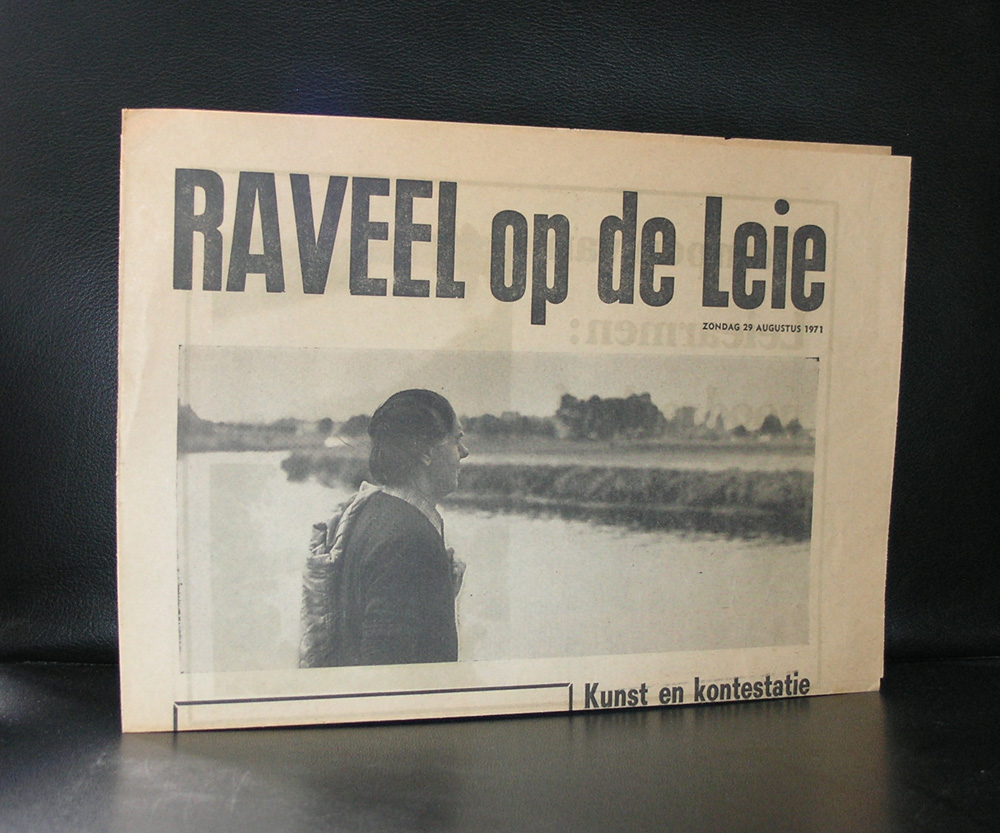 RAVEEL op de Leie
ZONDAG 29 AUGUSTUS 1971
Kunst en kontestatie